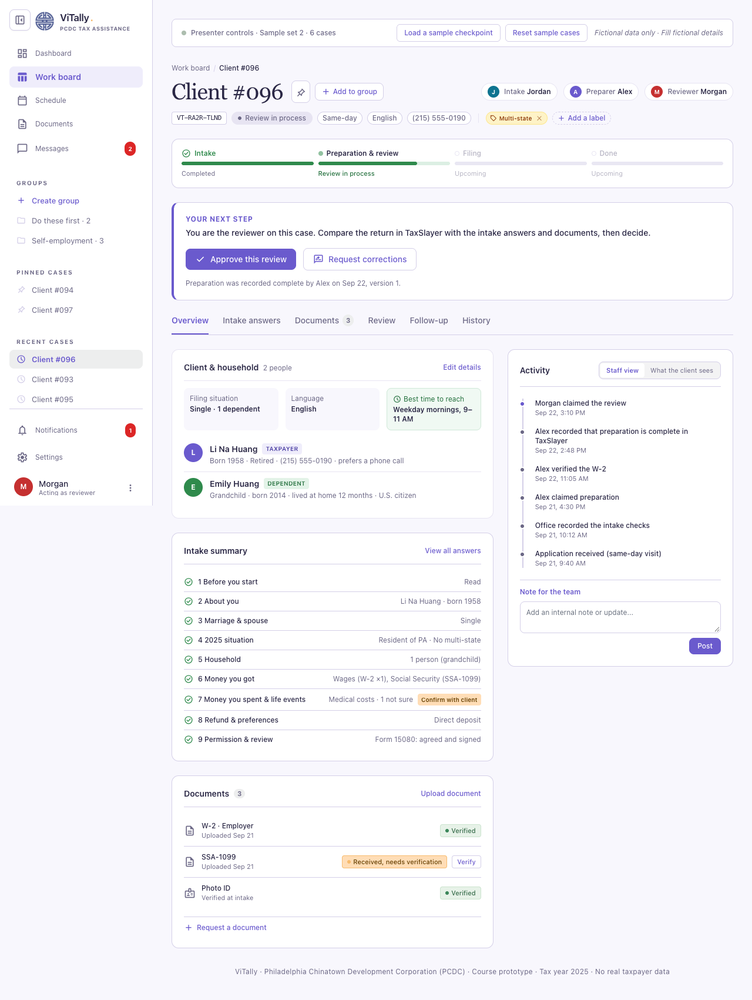 ViTally.
PCDC TAX ASSISTANCE
Dashboard
Work board
Schedule
Documents
Messages
2
GROUPS
Create group
Do these first · 2
Self-employment · 3
PINNED CASES
Client #094
Client #097
RECENT CASES
Client #096
Client #093
Client #095
Notifications
1
Settings
M
Morgan
Acting as reviewer
Presenter controls · Sample set 2 · 6 cases
Load a sample checkpoint
Reset sample cases
Fictional data only · Fill fictional details
Work board / Client #096
Client #096
Add to group
J Intake Jordan
A Preparer Alex
M Reviewer Morgan
VT-RA2R-TLND
Review in process
Same-day
English
(215) 555-0190
Multi-state
Add a label
Intake
Completed
Preparation & review
Review in process
Filing
Upcoming
Done
Upcoming
YOUR NEXT STEP
You are the reviewer on this case. Compare the return in TaxSlayer with the intake answers and documents, then decide.
Approve this review
Request corrections
Preparation was recorded complete by Alex on Sep 22, version 1.
Overview
Intake answers
Documents 3
Review
Follow-up
History
Client & household 2 people
Edit details
Filing situation
Single · 1 dependent
Language
English
Best time to reach
Weekday mornings, 9–
11 AM
L
Li Na Huang TAXPAYER
Born 1958 · Retired · (215) 555-0190 · prefers a phone call
E
Emily Huang DEPENDENT
Grandchild · born 2014 · lived at home 12 months · U.S. citizen
Intake summary
View all answers
1 Before you start Read
2 About you Li Na Huang · born 1958
3 Marriage & spouse Single
4 2025 situation Resident of PA · No multi-state
5 Household 1 person (grandchild)
6 Money you got Wages (W-2 ×1), Social Security (SSA-1099)
7 Money you spent & life events Medical costs · 1 not sure Confirm with client
8 Refund & preferences Direct deposit
9 Permission & review Form 15080: agreed and signed
Documents 3
Upload document
W-2 · Employer
Uploaded Sep 21
Verified
SSA-1099
Uploaded Sep 21
Received, needs verification
Verify
Photo ID
Verified at intake
Verified
Request a document
Activity
Staff view
What the client sees
Morgan claimed the review
Sep 22, 3:10 PM
Alex recorded that preparation is complete in
TaxSlayer
Sep 22, 2:48 PM
Alex verified the W-2
Sep 22, 11:05 AM
Alex claimed preparation
Sep 21, 4:30 PM
Office recorded the intake checks
Sep 21, 10:12 AM
Application received (same-day visit)
Sep 21, 9:40 AM
Note for the team
Add an internal note or update...
Post
ViTally · Philadelphia Chinatown Development Corporation (PCDC) · Course prototype · Tax year 2025 · No real taxpayer data